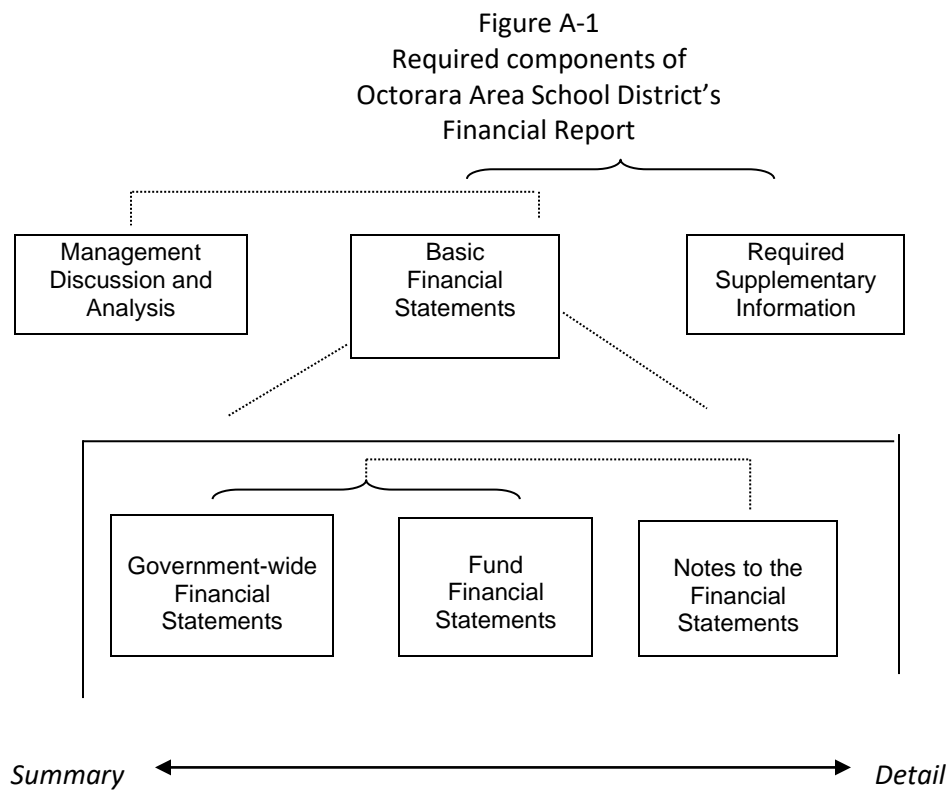 Figure A-1
Required components of
Octorara Area School District’s
Financial Report
Management
Discussion and
Analysis
Basic
Financial
Statements
Required
Supplementary
Information
Government-wide
Financial
Statements
Fund
Financial
Statements
Notes to the
Financial
Statements
Summary
Detail